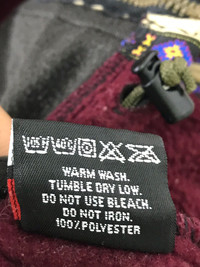 WARM WASH.
TUMBLE DRY LOW.
DO NOT USE BLEACH.
DO NOT IRON.
100% POLYESTER